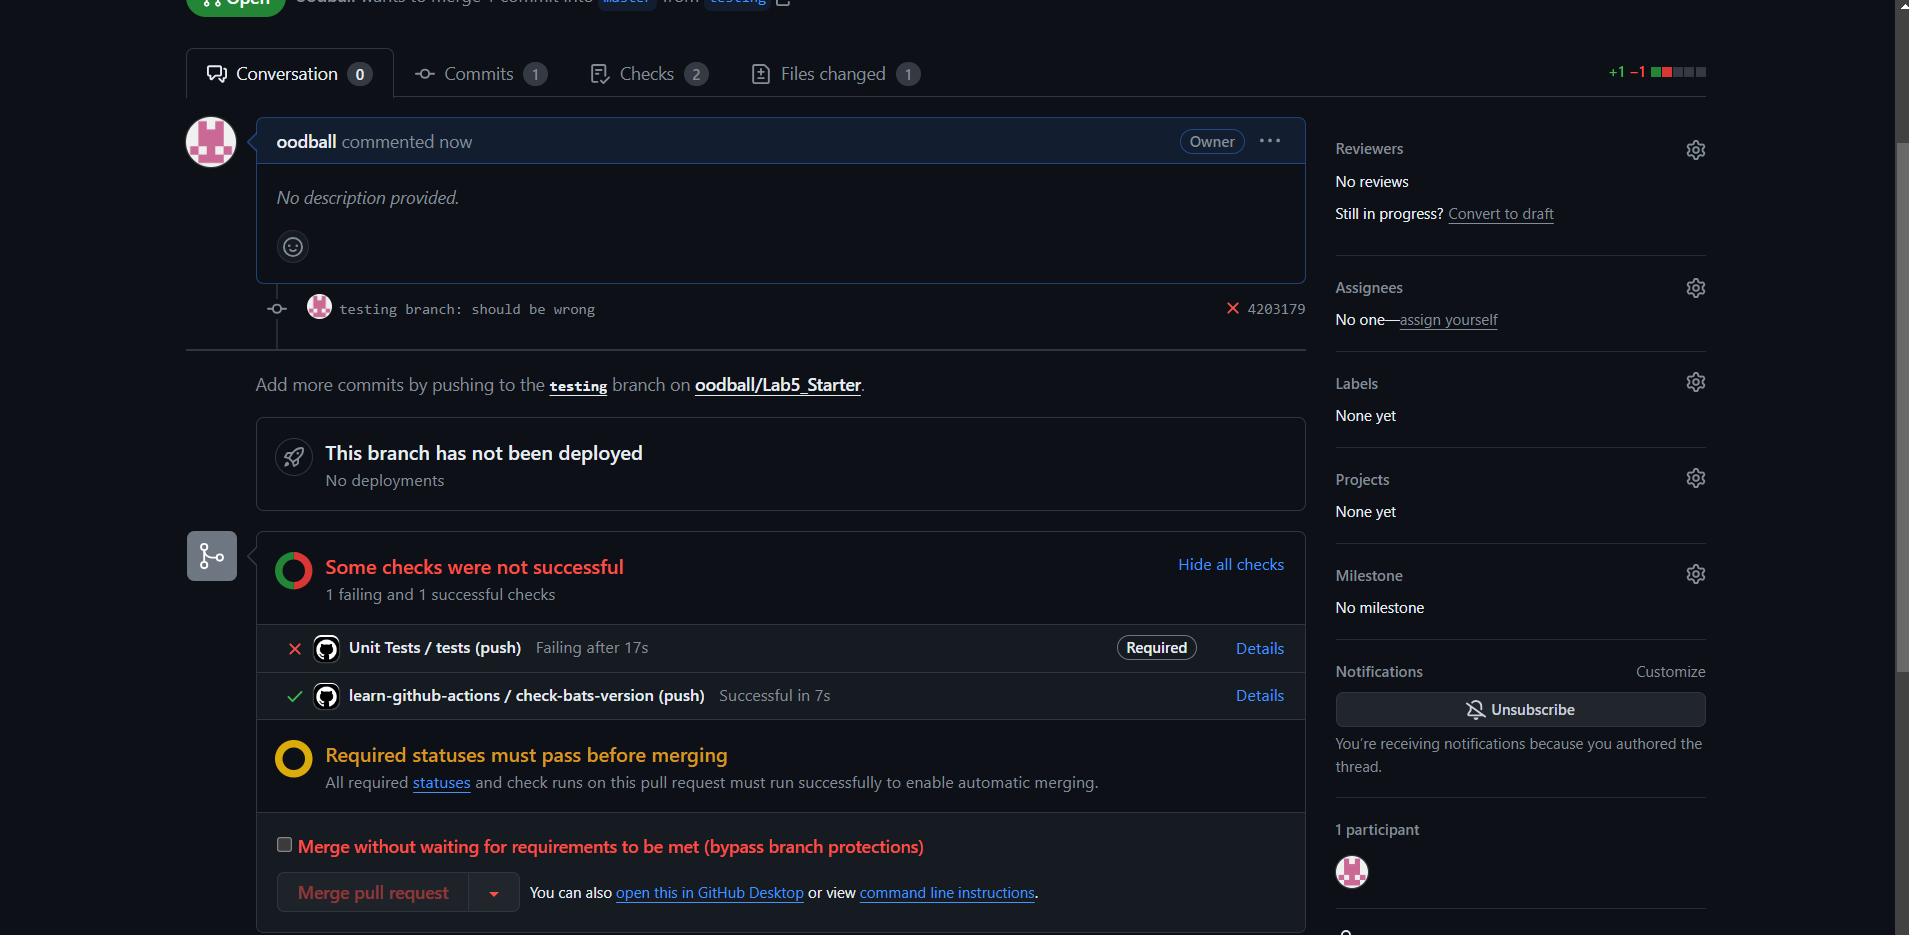 Open oodball wants to merge 1 commit into master from testing
Conversation 0
Commits 1
Checks 2
Files changed 1
+1 −1
oodball commented now
Owner
No description provided.
testing branch: should be wrong
4203179
Add more commits by pushing to the testing branch on oodball/Lab5_Starter.
This branch has not been deployed
No deployments
Some checks were not successful
Hide all checks
1 failing and 1 successful checks
Unit Tests / tests (push) Failing after 17s
Required
Details
learn-github-actions / check-bats-version (push) Successful in 7s
Details
Required statuses must pass before merging
All required statuses and check runs on this pull request must run successfully to enable automatic merging.
Merge without waiting for requirements to be met (bypass branch protections)
Merge pull request
You can also open this in GitHub Desktop or view command line instructions.
Reviewers
No reviews
Still in progress? Convert to draft
Assignees
No one—assign yourself
Labels
None yet
Projects
None yet
Milestone
No milestone
Notifications
Customize
Unsubscribe
You're receiving notifications because you authored the
thread.
1 participant